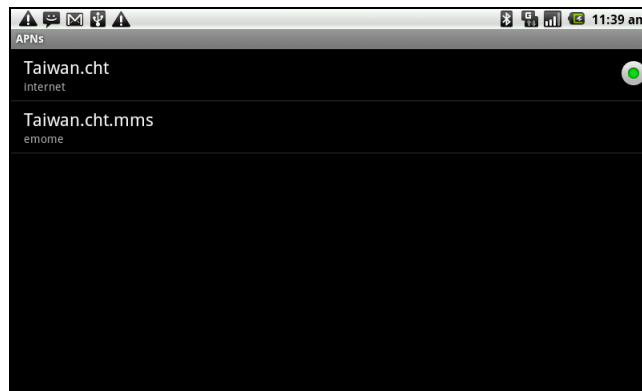 11:39 am
APNs
Taiwan.cht
internet
Taiwan.cht.mms
emome